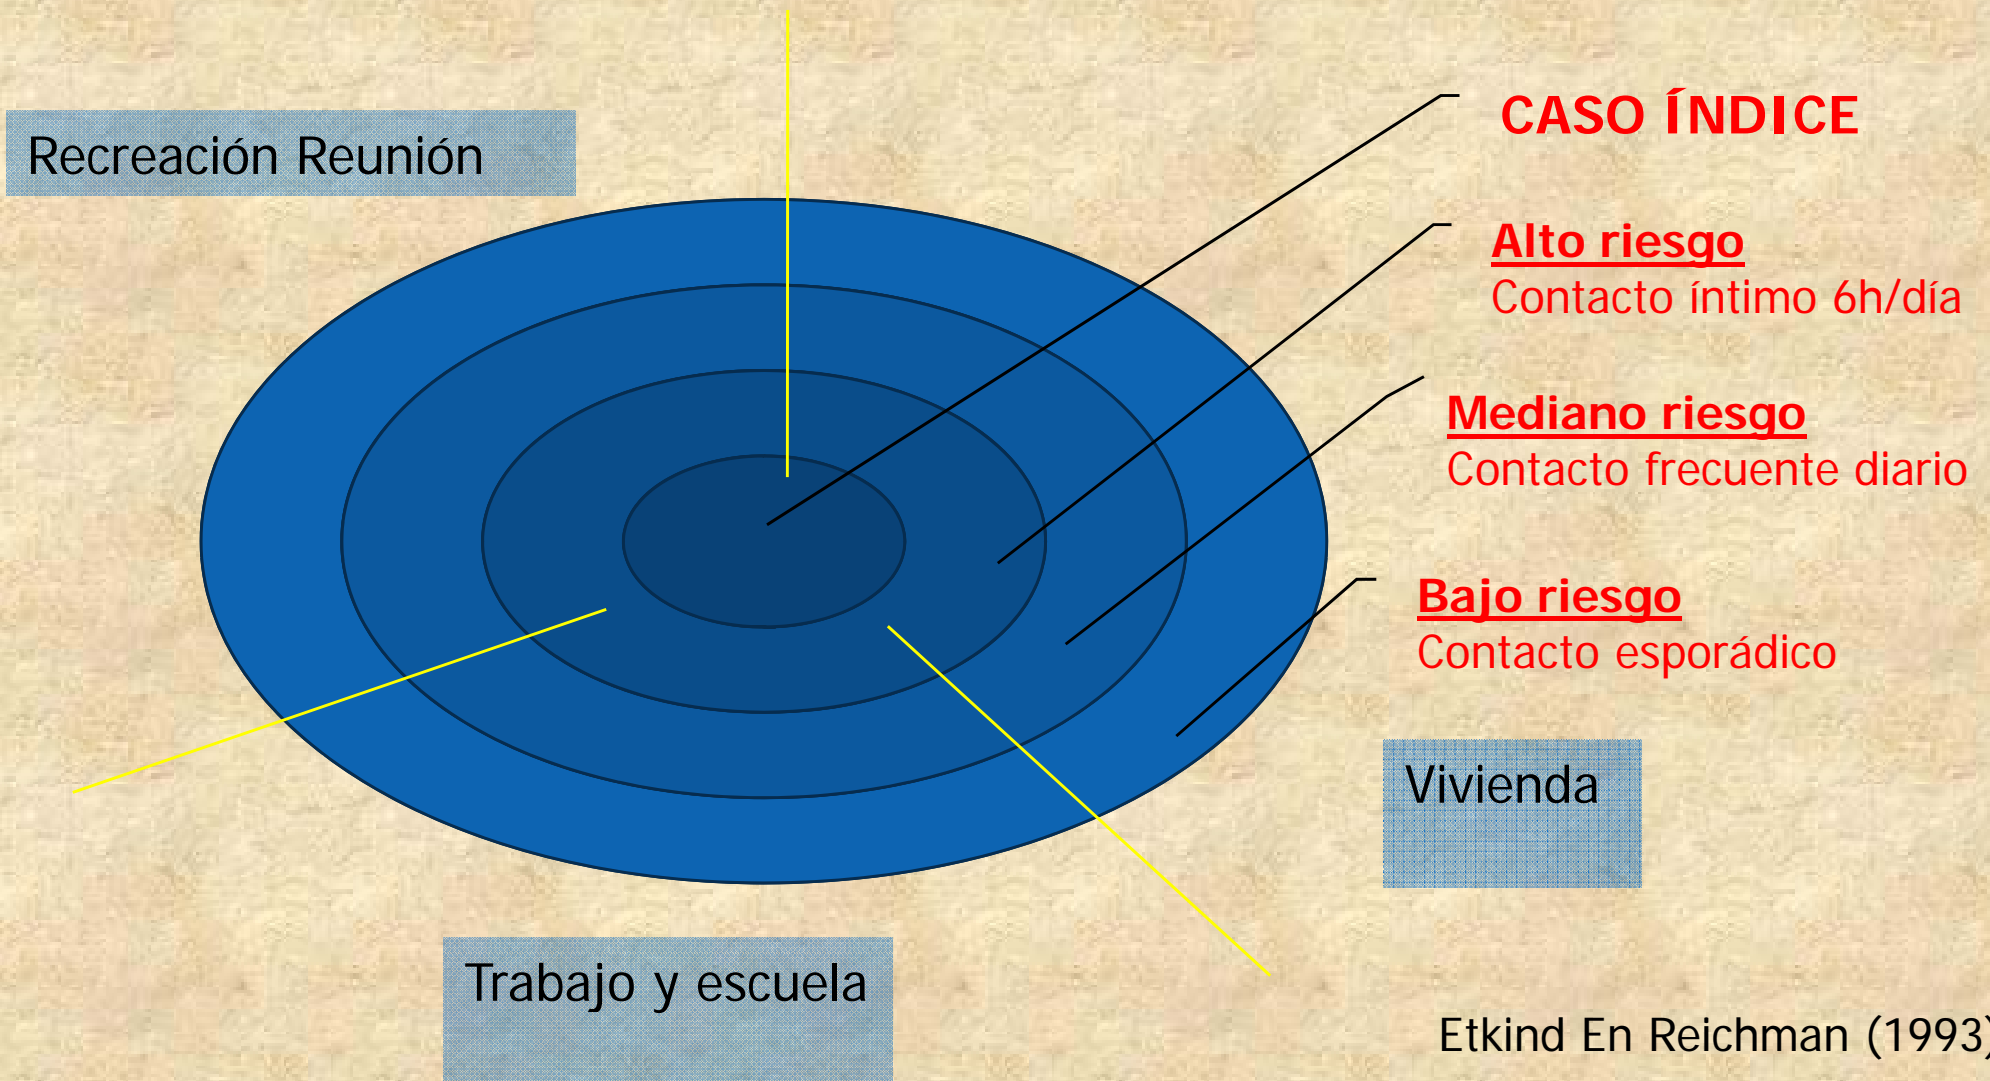 Recreación Reunión
CASO ÍNDICE
Alto riesgo
Contacto íntimo 6h/día
Mediano riesgo
Contacto frecuente diario
Bajo riesgo
Contacto esporádico
Vivienda
Trabajo y escuela
Etkind En Reichman (1993)